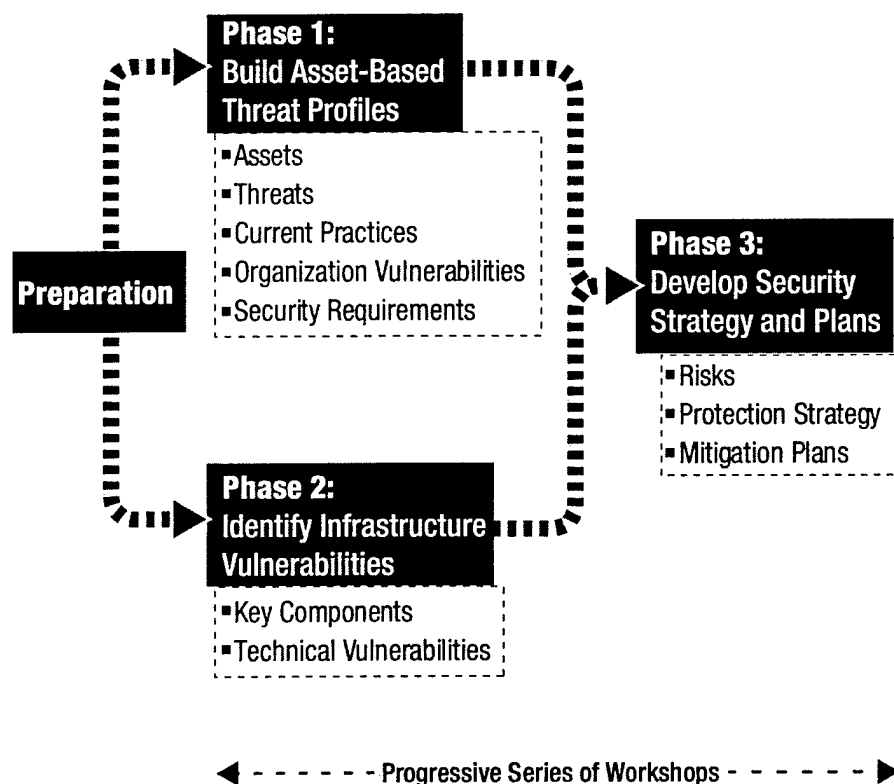 Phase 1:
Build Asset-Based
Threat Profiles
▪Assets
▪Threats
▪Current Practices
▪Organization Vulnerabilities
▪Security Requirements
Preparation
Phase 2:
Identify Infrastructure
Vulnerabilities
▪Key Components
▪Technical Vulnerabilities
Phase 3:
Develop Security
Strategy and Plans
▪Risks
▪Protection Strategy
▪Mitigation Plans
Progressive Series of Workshops